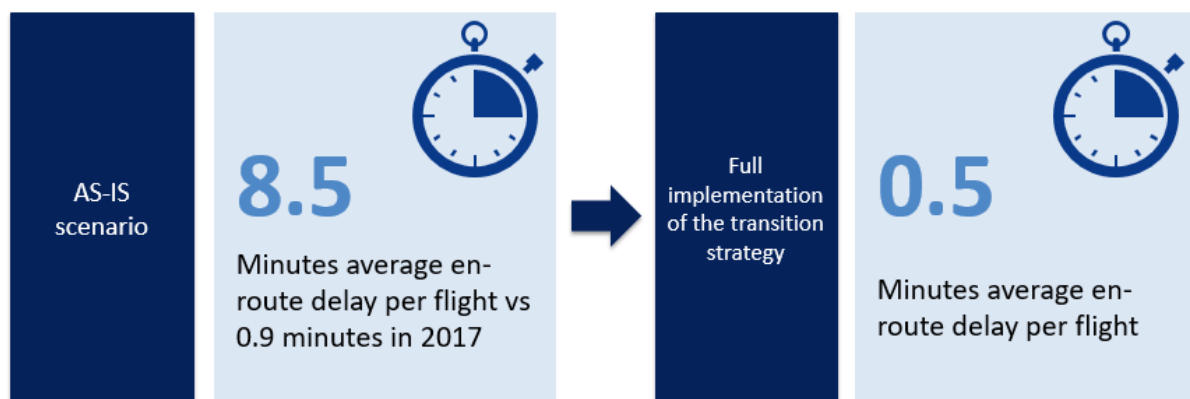 AS-IS
scenario
8.5
Minutes average en-
route delay per flight vs
0.9 minutes in 2017
Full
implementation
of the transition
strategy
0.5
Minutes average en-
route delay per flight